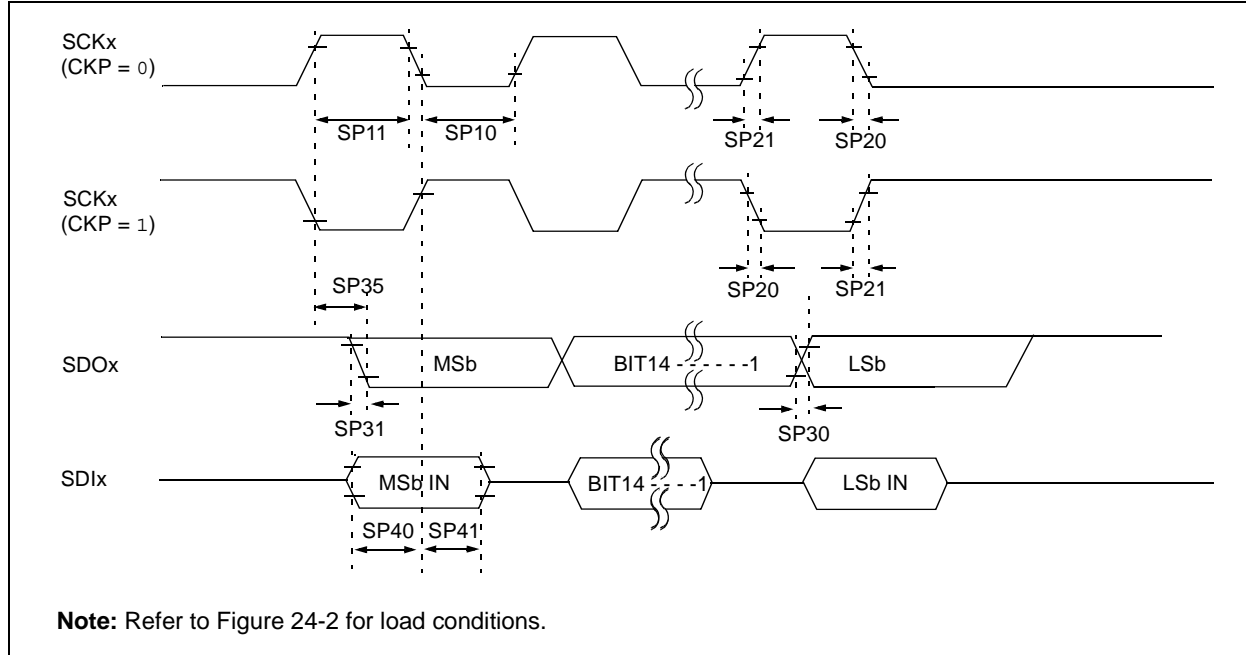 SCKx
(CKP = 0)
SP11
SP10
SP21
SP20
SCKx
(CKP = 1)
SP35
SP20
SP21
SDOx
MSb
BIT14 - - - - - -1
LSb
SP31
SP30
SDIx
MSb IN
BIT14 - - - - -1
LSb IN
SP40
SP41
Note: Refer to Figure 24-2 for load conditions.